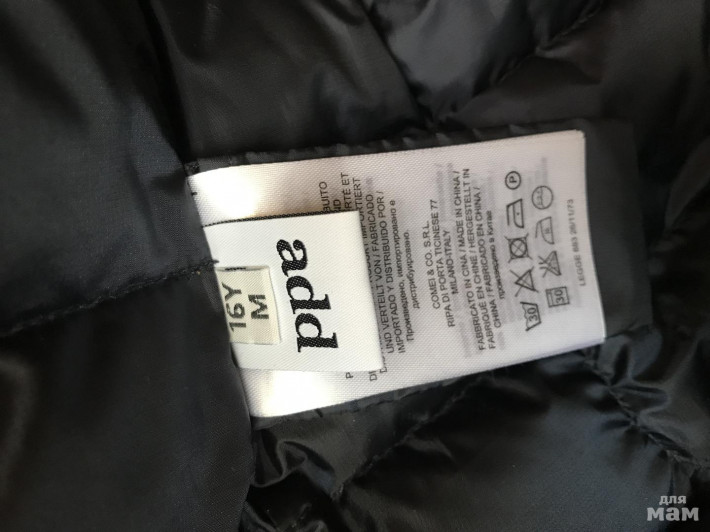 add
16Y
M
UND VERTEILT VON / FABRICADO
IMPORTADO Y DISTRIBUIDO POR /
Произведено, импортировано и
дистрибуировано.
COMEI & CO. S.R.L.
RIPA DI PORTA TICINESE 77
MILANO-ITALY
FABBRICATO IN CINA / MADE IN CHINA /
FABRIQUÉ EN CHINE / HERGESTELLT IN
CHINA / FABRICADO EN CHINA /
произведено в Китае
30
30
P
LEGGE 883 26/11/73
для
мам